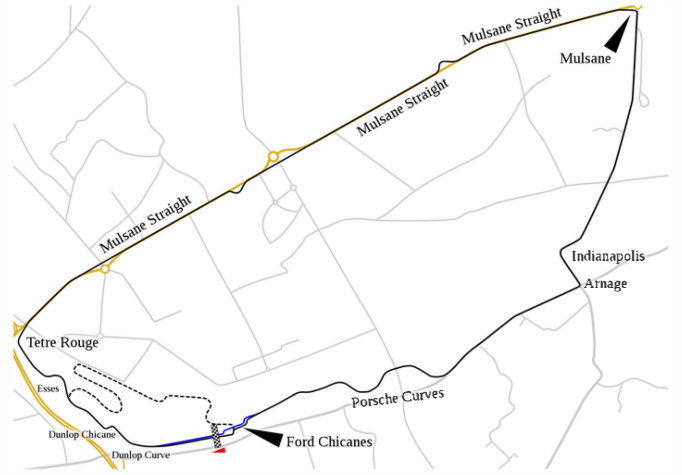 Mulsane Straight
Mulsane
Mulsane Straight
Mulsane Straight
Indianapolis
Arnage
Tetre Rouge
Esses
Porsche Curves
Dunlop Chicane
Ford Chicanes
Dunlop Curve